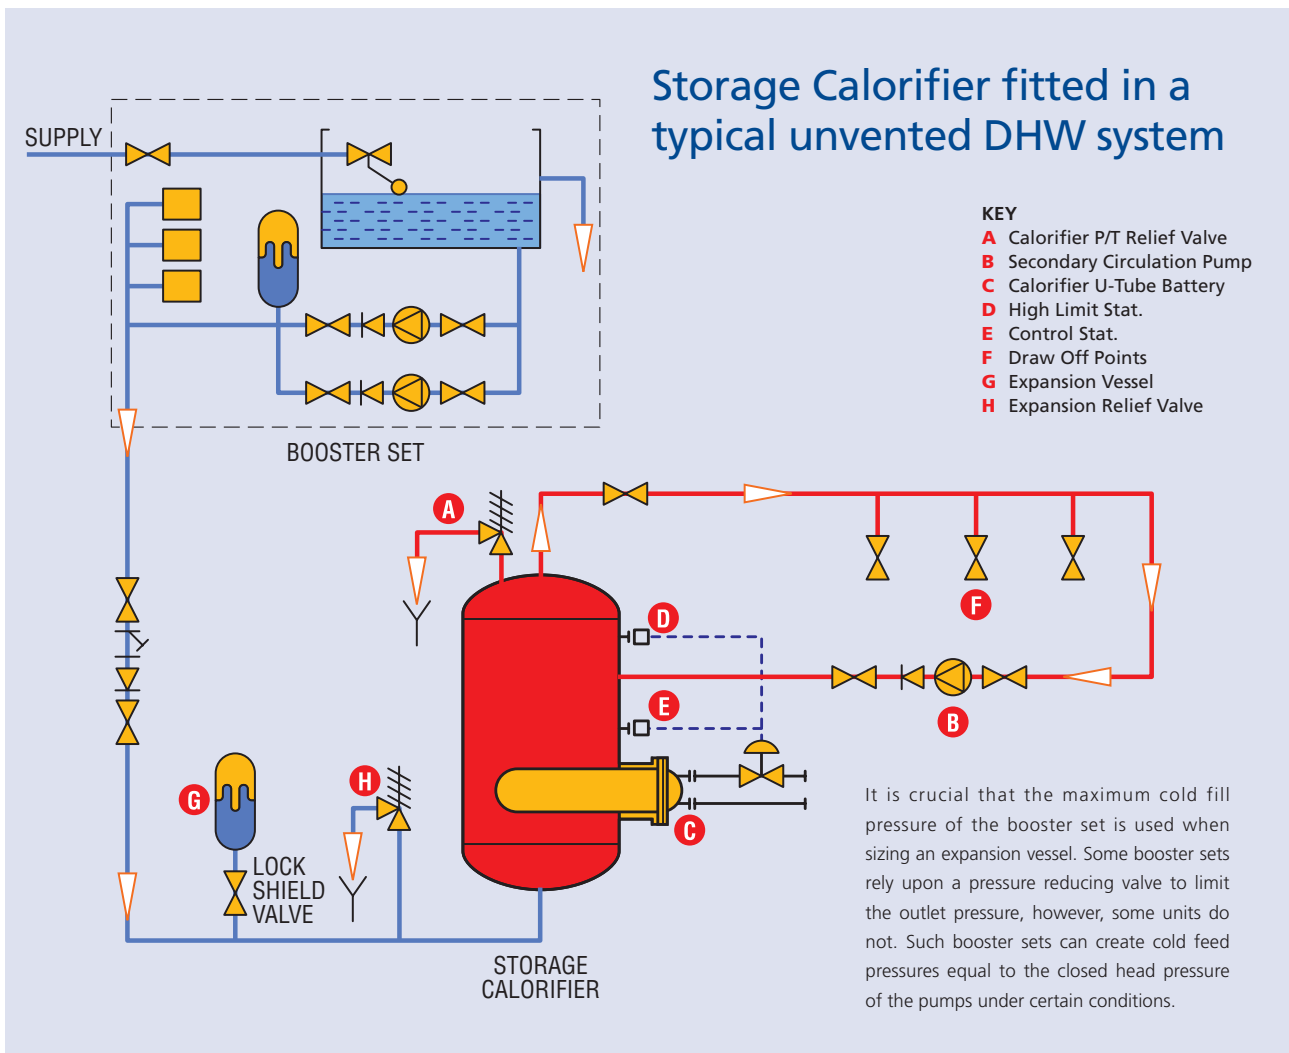 Storage Calorifier fitted in a
typical unvented DHW system
SUPPLY
KEY
A Calorifier P/T Relief Valve
B Secondary Circulation Pump
C Calorifier U-Tube Battery
D High Limit Stat.
E Control Stat.
F Draw Off Points
G Expansion Vessel
H Expansion Relief Valve
BOOSTER SET
A
F
D
E
B
H
G
C
LOCK
SHIELD
VALVE
STORAGE
CALORIFIER
It is crucial that the maximum cold fill
pressure of the booster set is used when
sizing an expansion vessel. Some booster sets
rely upon a pressure reducing valve to limit
the outlet pressure, however, some units do
not. Such booster sets can create cold feed
pressures equal to the closed head pressure
of the pumps under certain conditions.